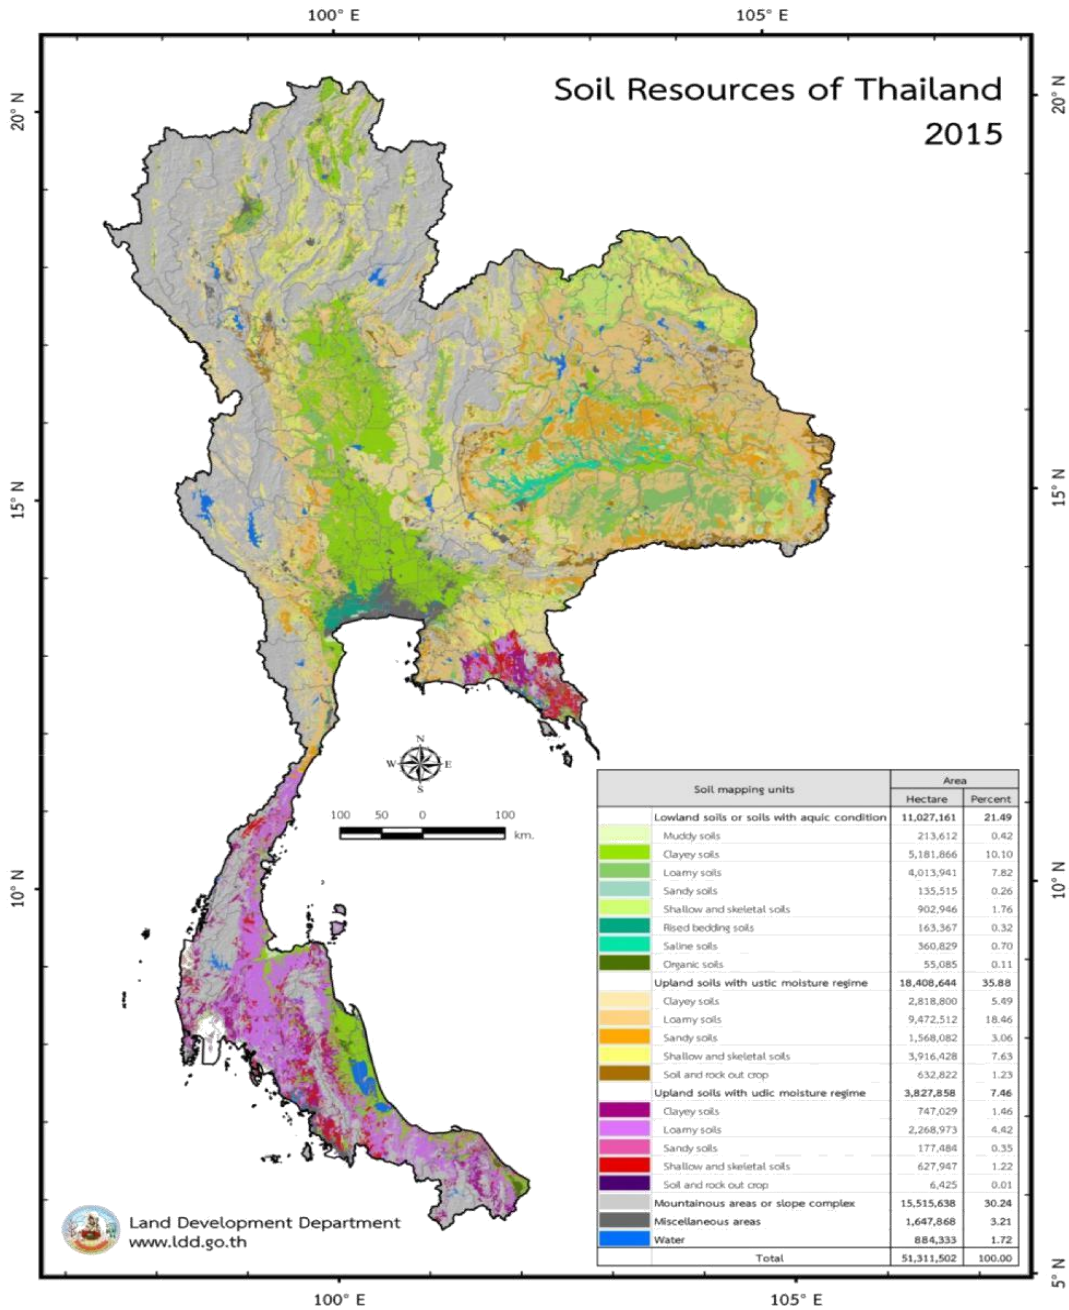 100° E 105° E
Soil Resources of Thailand
2015
20° N 20° N
15° N 15° N
10° N 10° N
5° N
N
W E
S
100 50 0 100
km.
Soil mapping units Area
Hectare Percent
Lowland soils or soils with aquic condition 11,027,161 21.49
Muddy soils 213,612 0.42
Clayey soils 5,181,866 10.10
Loamy soils 4,013,941 7.82
Sandy soils 135,515 0.26
Shallow and skeletal soils 902,946 1.76
Rised bedding soils 163,367 0.32
Saline soils 360,829 0.70
Organic soils 55,085 0.11
Upland soils with ustic moisture regime 18,408,644 35.88
Clayey soils 2,818,800 5.49
Loamy soils 9,472,512 18.46
Sandy soils 1,568,082 3.06
Shallow and skeletal soils 3,916,428 7.63
Soil and rock out crop 632,822 1.23
Upland soils with udic moisture regime 3,827,858 7.46
Clayey soils 747,029 1.46
Loamy soils 2,268,973 4.42
Sandy soils 177,484 0.35
Shallow and skeletal soils 627,947 1.22
Soil and rock out crop 6,425 0.01
Mountainous areas or slope complex 15,515,638 30.24
Miscellaneous areas 1,647,868 3.21
Water 884,333 1.72
Total 51,311,502 100.00
Land Development Department
www.ldd.go.th
100° E 105° E